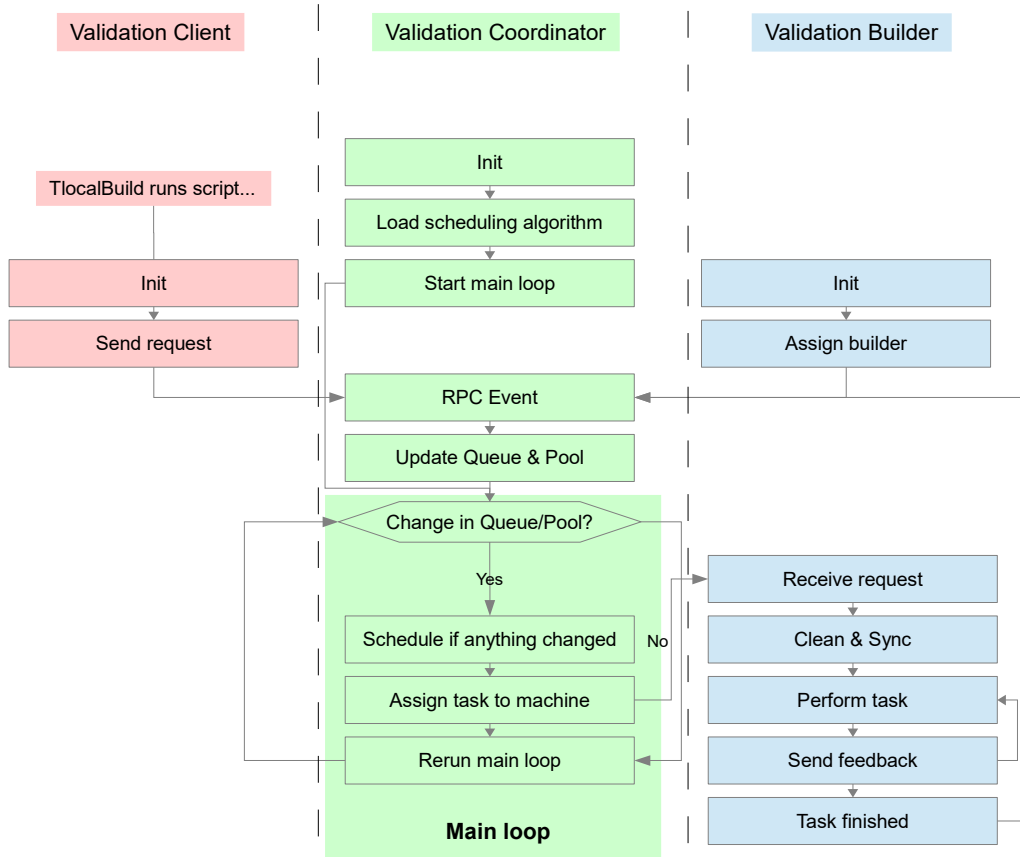 Validation Client
Validation Coordinator
Validation Builder
TlocalBuild runs script...
Init
Send request
Init
Load scheduling algorithm
Start main loop
RPC Event
Update Queue & Pool
Change in Queue/Pool?
Yes
No
Schedule if anything changed
Assign task to machine
Rerun main loop
Main loop
Init
Assign builder
Receive request
Clean & Sync
Perform task
Send feedback
Task finished